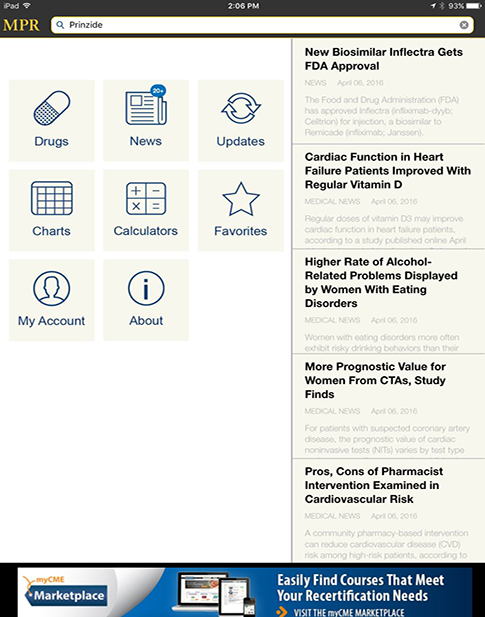 iPad 2:06 PM 93%
MPR Prinzide
Drugs
20+
News
Updates
Charts
Calculators
Favorites
My Account
About
New Biosimilar Inflectra Gets
FDA Approval
NEWS April 06, 2016
The Food and Drug Administration (FDA)
has approved Inflectra (infliximab-dyyb;
Celltrion) for injection, a biosimilar to
Remicade (infliximab; Janssen).
Cardiac Function in Heart
Failure Patients Improved With
Regular Vitamin D
MEDICAL NEWS April 06, 2016
Regular doses of vitamin D3 may improve
cardiac function in heart failure patients,
according to a study published online April
Higher Rate of Alcohol-
Related Problems Displayed
by Women With Eating
Disorders
MEDICAL NEWS April 06, 2016
Women with eating disorders more often
exhibit risky drinking behaviors than their
More Prognostic Value for
Women From CTAs, Study
Finds
MEDICAL NEWS April 06, 2016
For patients with suspected coronary artery
disease, the prognostic value of cardiac
noninvasive tests (NITs) varies by test type
Pros, Cons of Pharmacist
Intervention Examined in
Cardiovascular Risk
MEDICAL NEWS April 06, 2016
A community pharmacy-based intervention
can reduce cardiovascular disease (CVD)
risk among high-risk patients, according to
myCME
Marketplace
Easily Find Courses That Meet
Your Recertification Needs
VISIT THE myCME MARKETPLACE